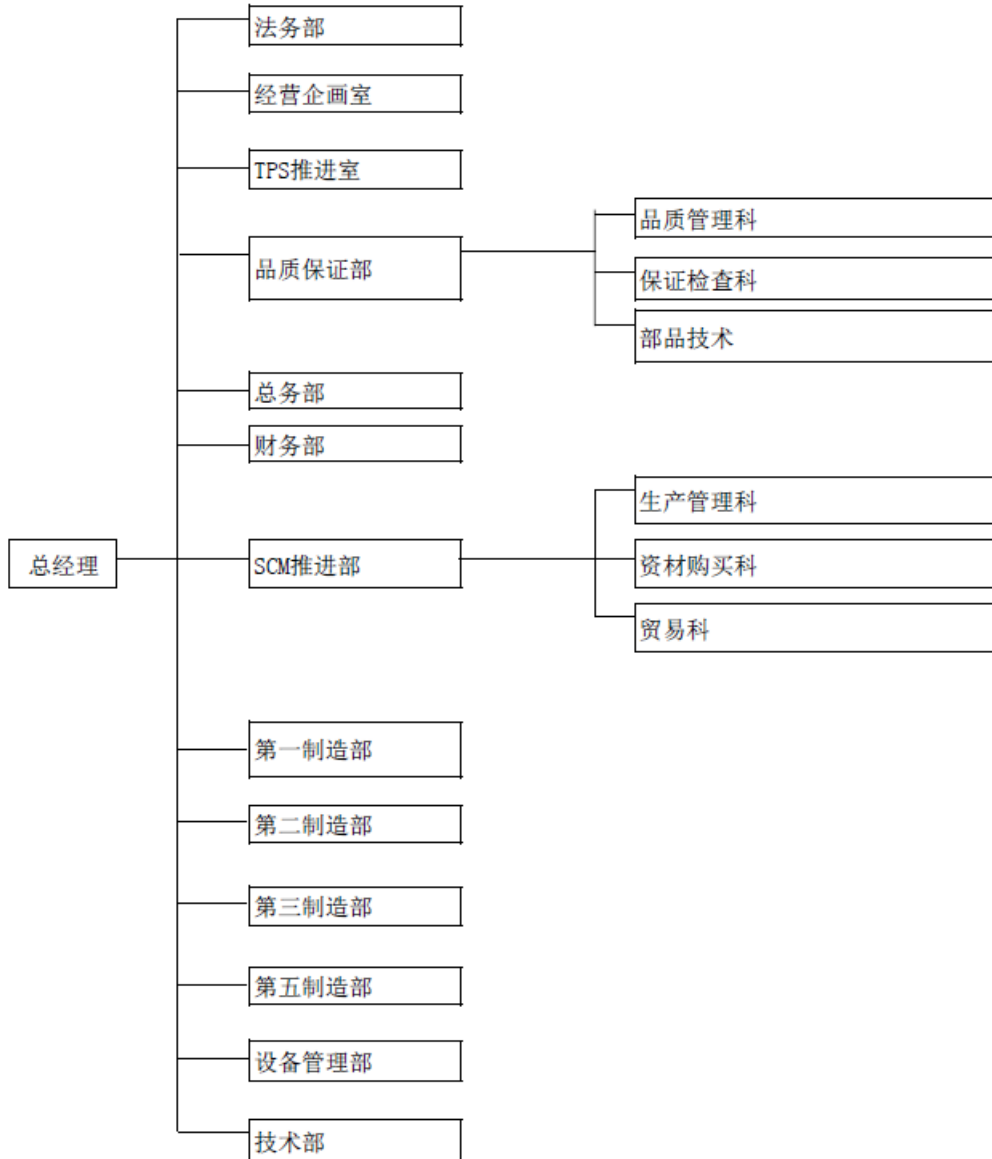 法务部
经营企画室
TPS推进室
品质保证部
品质管理科
保证检查科
部品技术
总务部
财务部
总经理
SCM推进部
生产管理科
资材购买科
贸易科
第一制造部
第二制造部
第三制造部
第五制造部
设备管理部
技术部